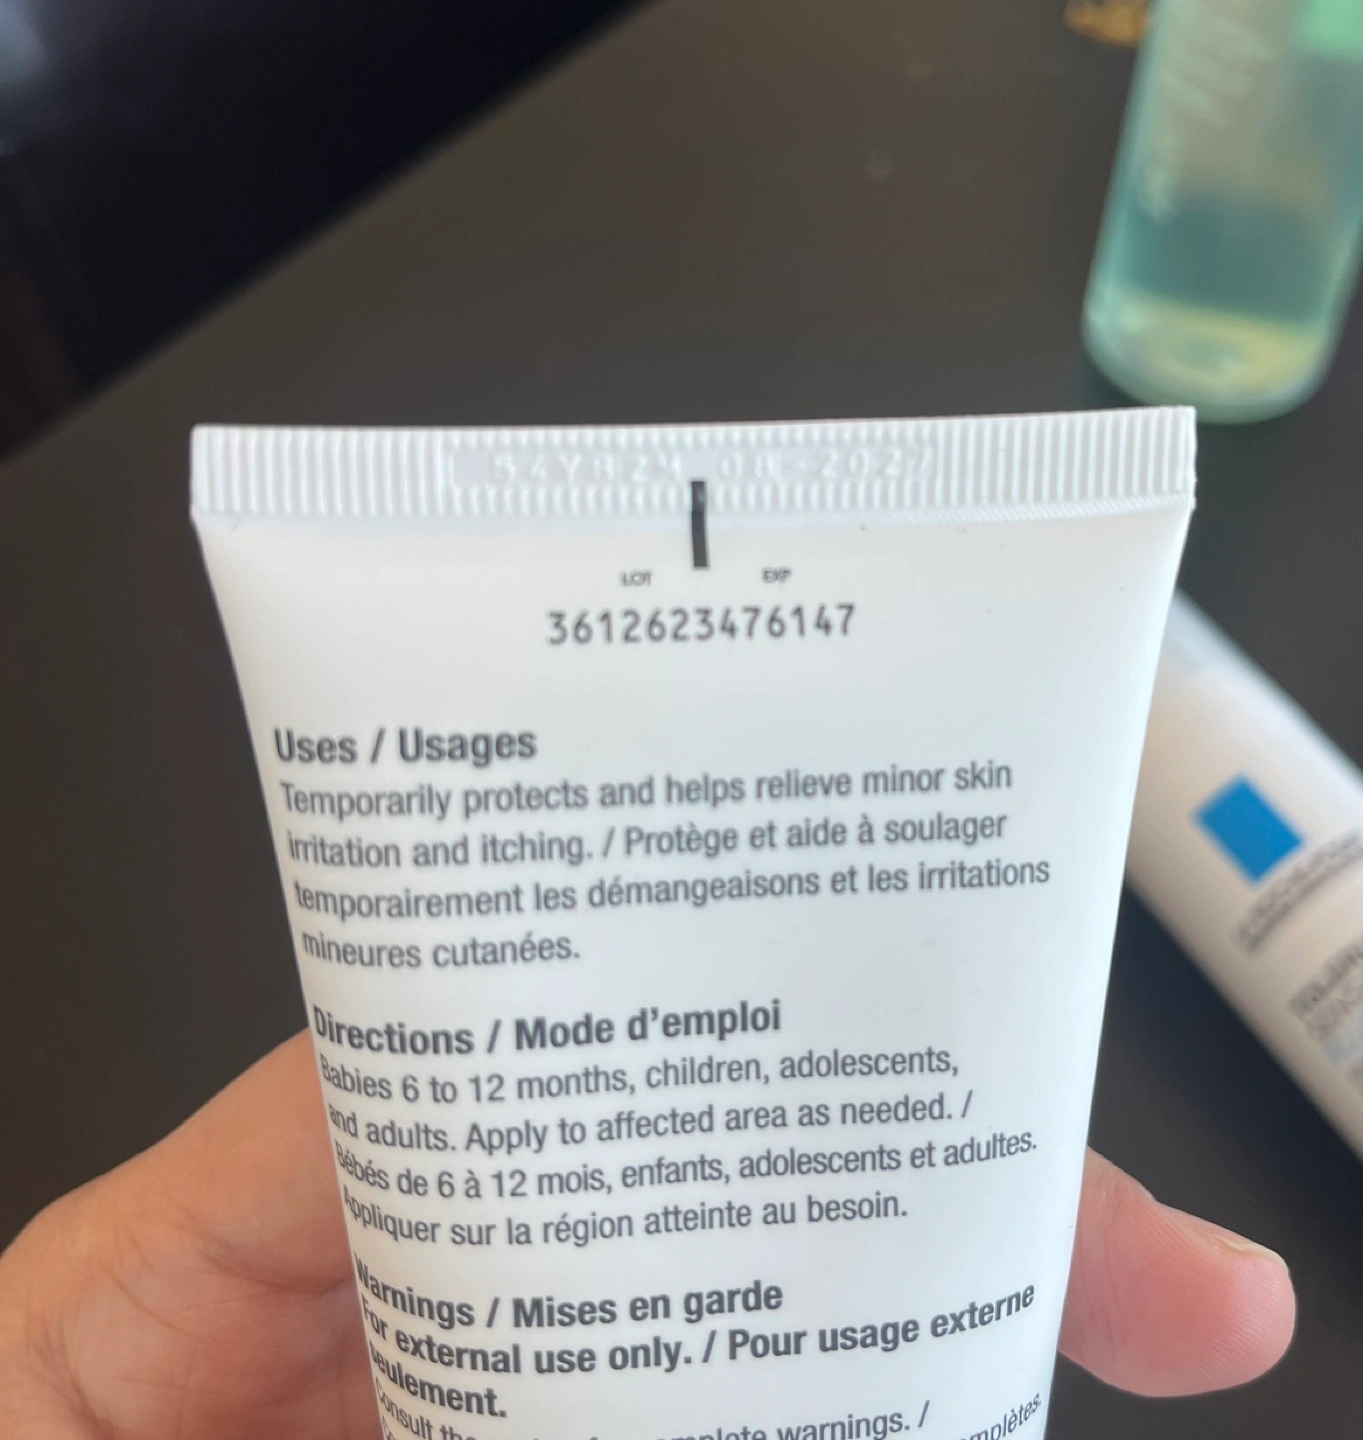 08-2027
LOT EXP
3612623476147
Uses / Usages
Temporarily protects and helps relieve minor skin
irritation and itching. / Protège et aide à soulager
temporairement les démangeaisons et les irritations
mineures cutanées.
Directions / Mode d'emploi
Babies 6 to 12 months, children, adolescents,
and adults. Apply to affected area as needed. /
Bébés de 6 à 12 mois, enfants, adolescents et adultes.
Appliquer sur la région atteinte au besoin.
Warnings / Mises en garde
For external use only. / Pour usage externe
seulement.
Consult warnings. /